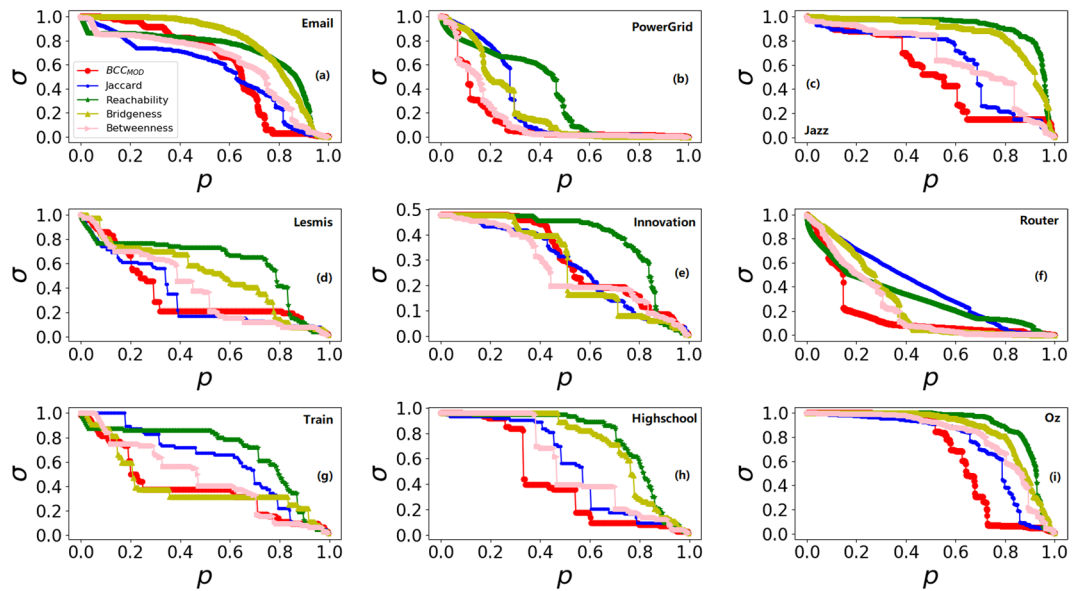 Email
(a)
BCC_MOD
Jaccard
Reachability
Bridgeness
Betweenness
σ
1.0
0.8
0.6
0.4
0.2
0.0
0.0 0.2 0.4 0.6 0.8 1.0
p
PowerGrid
(b)
σ
1.0
0.8
0.6
0.4
0.2
0.0
0.0 0.2 0.4 0.6 0.8 1.0
p
(c)
Jazz
σ
1.0
0.8
0.6
0.4
0.2
0.0
0.0 0.2 0.4 0.6 0.8 1.0
p
Lesmis
(d)
σ
1.0
0.8
0.6
0.4
0.2
0.0
0.0 0.2 0.4 0.6 0.8 1.0
p
Innovation
(e)
σ
0.5
0.4
0.3
0.2
0.1
0.0
0.0 0.2 0.4 0.6 0.8 1.0
p
Router
(f)
σ
1.0
0.8
0.6
0.4
0.2
0.0
0.0 0.2 0.4 0.6 0.8 1.0
p
Train
(g)
σ
1.0
0.8
0.6
0.4
0.2
0.0
0.0 0.2 0.4 0.6 0.8 1.0
p
Highschool
(h)
σ
1.0
0.8
0.6
0.4
0.2
0.0
0.0 0.2 0.4 0.6 0.8 1.0
p
Oz
(i)
σ
1.0
0.8
0.6
0.4
0.2
0.0
0.0 0.2 0.4 0.6 0.8 1.0
p